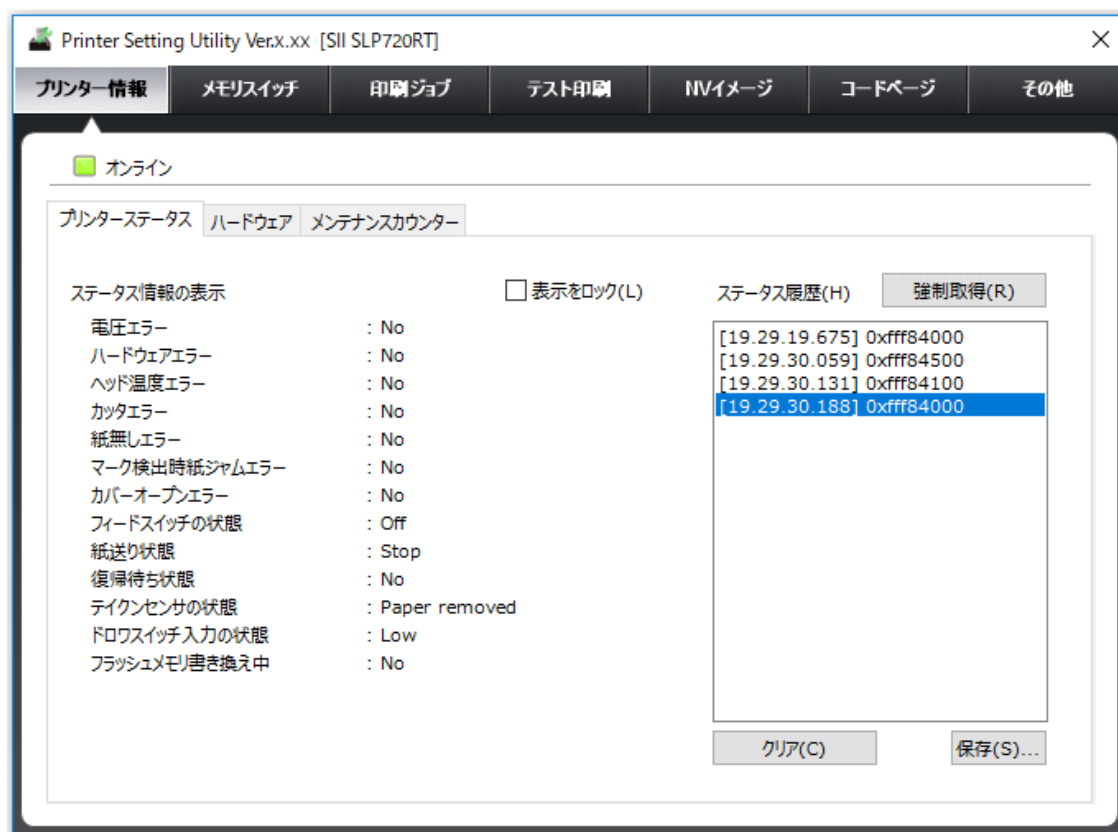 Printer Setting Utility Ver.x.xx [SII SLP720RT]
プリンター情報 メモリスイッチ 印刷ジョブ テスト印刷 NVイメージ コードページ その他
オンライン
プリンターステータス ハードウェア メンテナンスカウンター
ステータス情報の表示 表示をロック(L) ステータス履歴(H) 強制取得(R)
電圧エラー : No
ハードウェアエラー : No
ヘッド温度エラー : No
カッタエラー : No
紙無しエラー : No
マーク検出時紙ジャムエラー : No
カバーオープンエラー : No
フィードスイッチの状態 : Off
紙送り状態 : Stop
復帰待ち状態 : No
テイクンセンサの状態 : Paper removed
ドロワスイッチ入力の状態 : Low
フラッシュメモリ書き換え中 : No
[19.29.19.675] 0xfff84000
[19.29.30.059] 0xfff84500
[19.29.30.131] 0xfff84100
[19.29.30.188] 0xfff84000
クリア(C) 保存(S)...